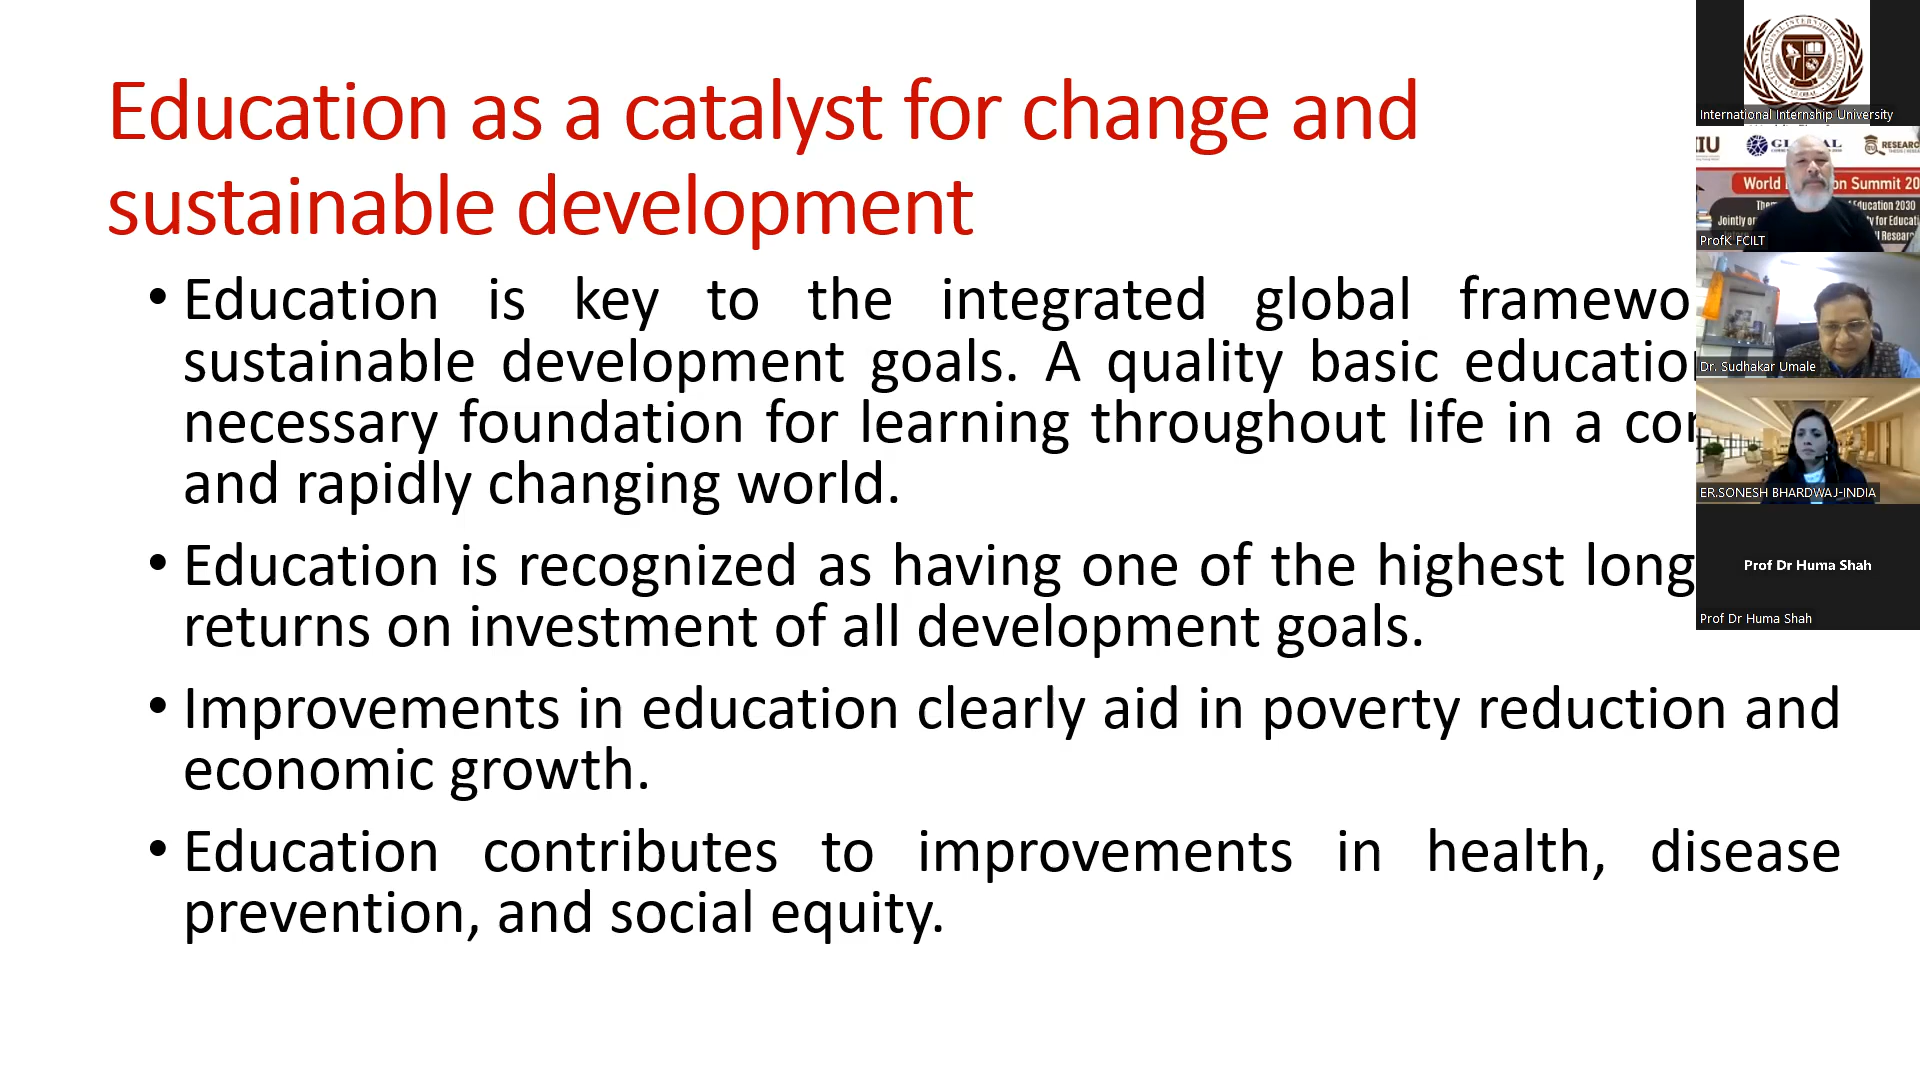 Education as a catalyst for change and
sustainable development
• Education is key to the integrated global
sustainable development goals. A quality basic
necessary foundation for learning throughout life in a
and rapidly changing world.
• Education is recognized as having one of the highest long
returns on investment of all development goals.
• Improvements in education clearly aid in poverty reduction and
economic growth.
• Education contributes to improvements in health, disease
prevention, and social equity.
International Internship University
GLOBAL
World
Summit
ProfK FCILT
Dr. Sudhakar Umale
ER.SONESH BHARDWAJ-INDIA
Prof Dr Huma Shah
Prof Dr Huma Shah